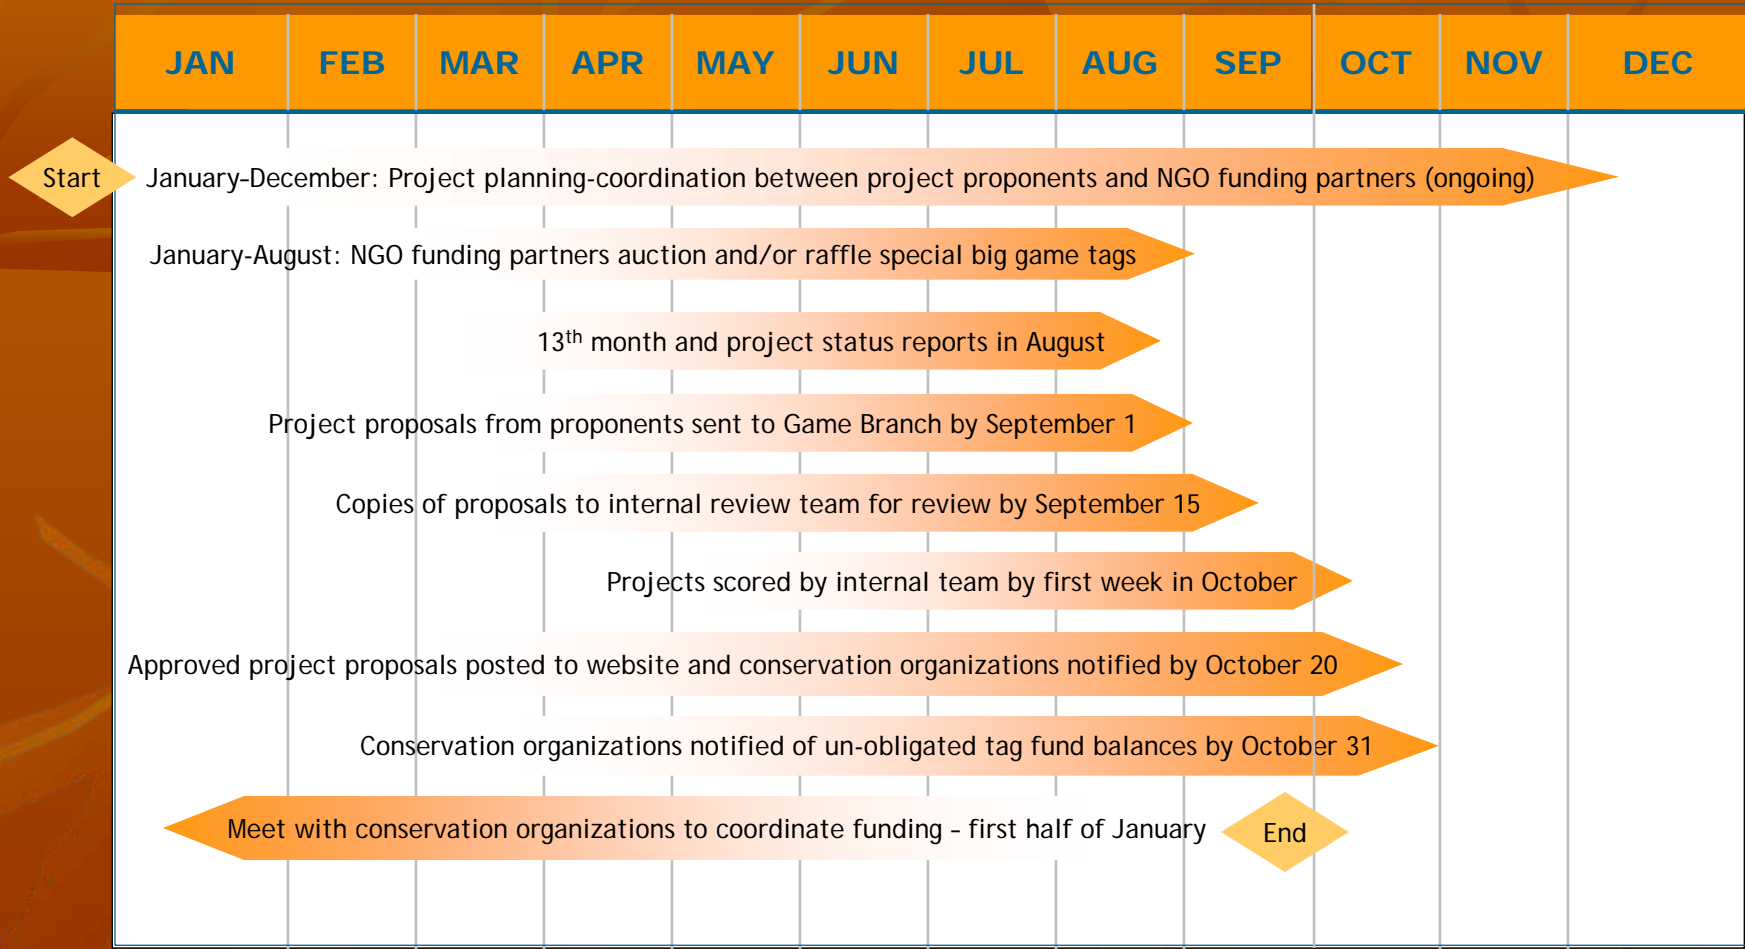 JAN FEB MAR APR MAY JUN JUL AUG SEP OCT NOV DEC
Start
January-December: Project planning-coordination between project proponents and NGO funding partners (ongoing)
January-August: NGO funding partners auction and/or raffle special big game tags
13th month and project status reports in August
Project proposals from proponents sent to Game Branch by September 1
Copies of proposals to internal review team for review by September 15
Projects scored by internal team by first week in October
Approved project proposals posted to website and conservation organizations notified by October 20
Conservation organizations notified of un-obligated tag fund balances by October 31
Meet with conservation organizations to coordinate funding – first half of January
End